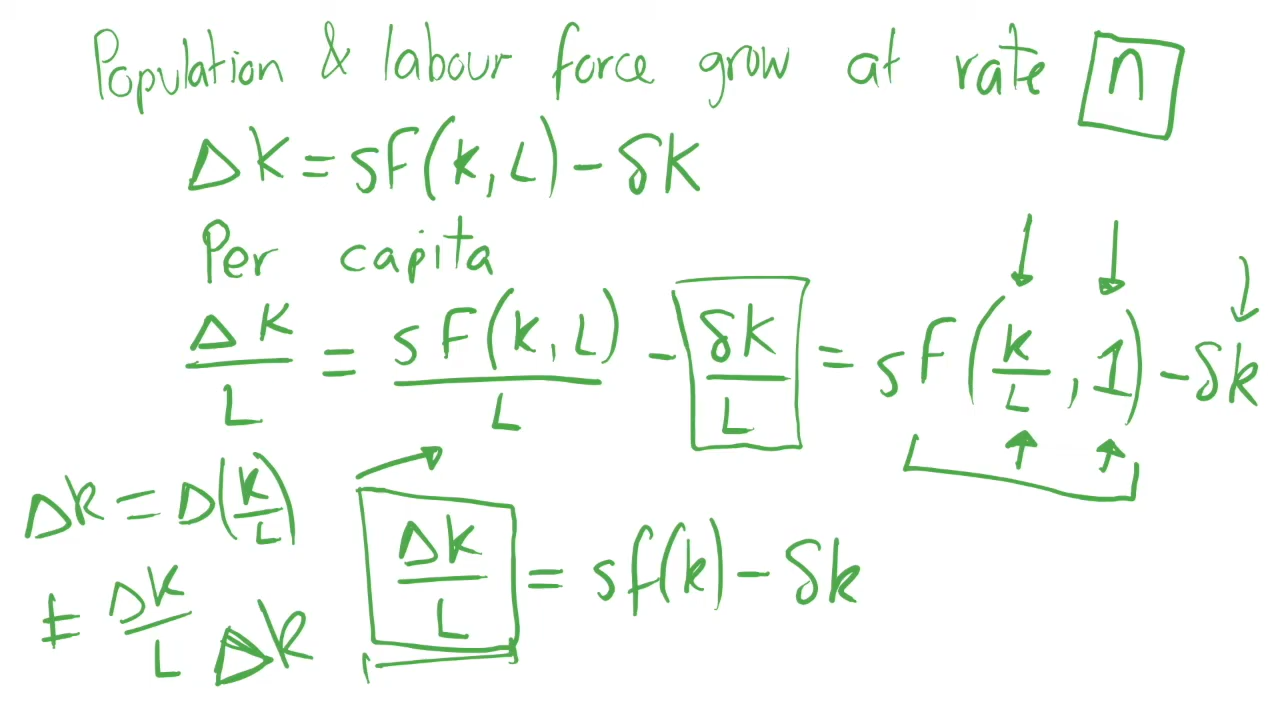 Population & labour force grow at rate n
ΔK = sF(K, L) - δK
Per capita
ΔK/L = sF(K, L)/L - δK/L = sF(K/L, 1) - δk
Δk = Δ(K/L)
≠ ΔK/L
Δk
ΔK/L = sf(k) - δk